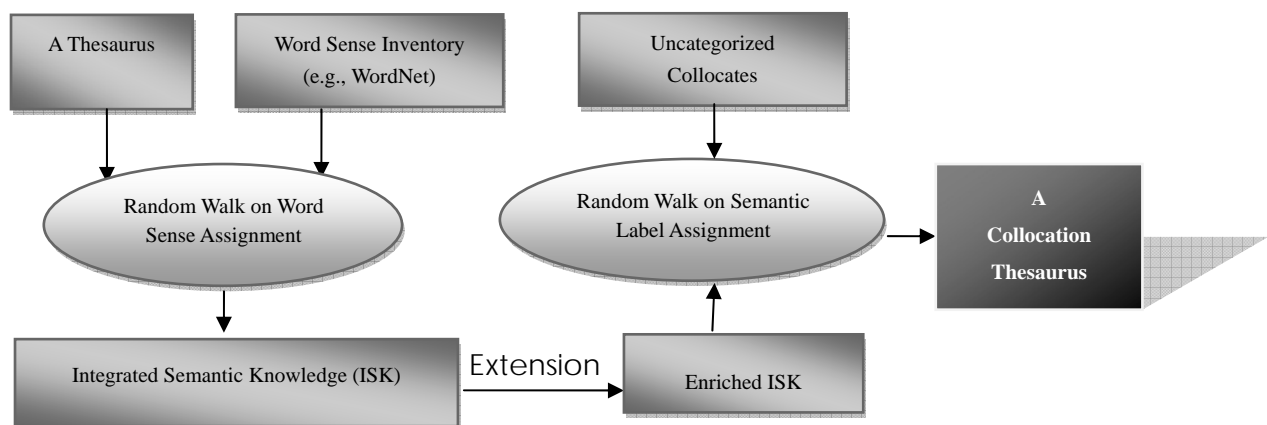 A Thesaurus
Word Sense Inventory
(e.g., WordNet)
Uncategorized
Collocates
Random Walk on Word
Sense Assignment
Random Walk on Semantic
Label Assignment
A
Collocation
Thesaurus
Integrated Semantic Knowledge (ISK)
Extension
Enriched ISK